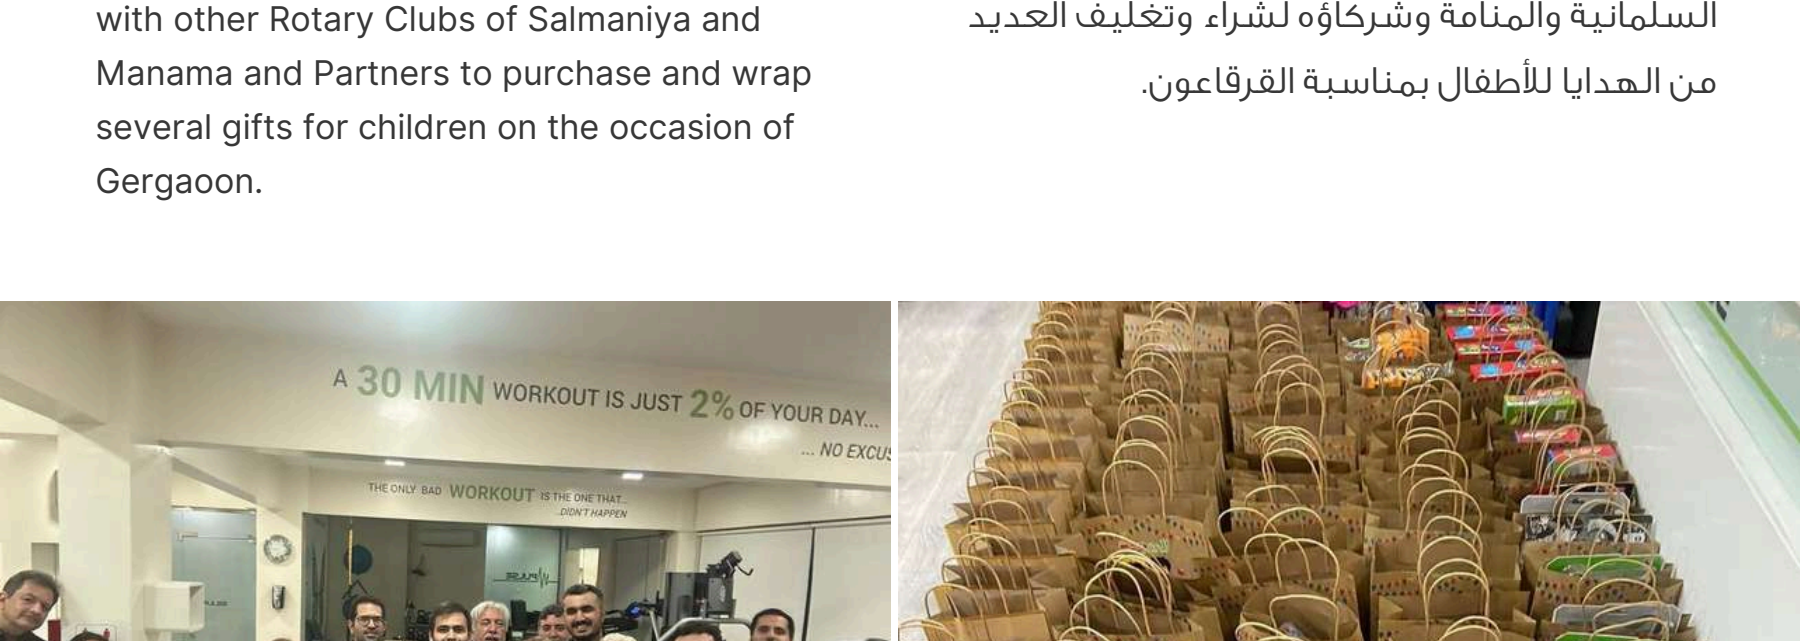 with other Rotary Clubs of Salmaniya and
Manama and Partners to purchase and wrap
several gifts for children on the occasion of
Gergaoon.
السلمانية والمنامة وشركاؤه لشراء وتغليف العديد
من الهدايا للأطفال بمناسبة القرقاعون.
A 30 MIN WORKOUT IS JUST 2% OF YOUR DAY...
... NO EXCUS
THE ONLY BAD WORKOUT IS THE ONE THAT...
...DIDN'T HAPPEN
PULSE